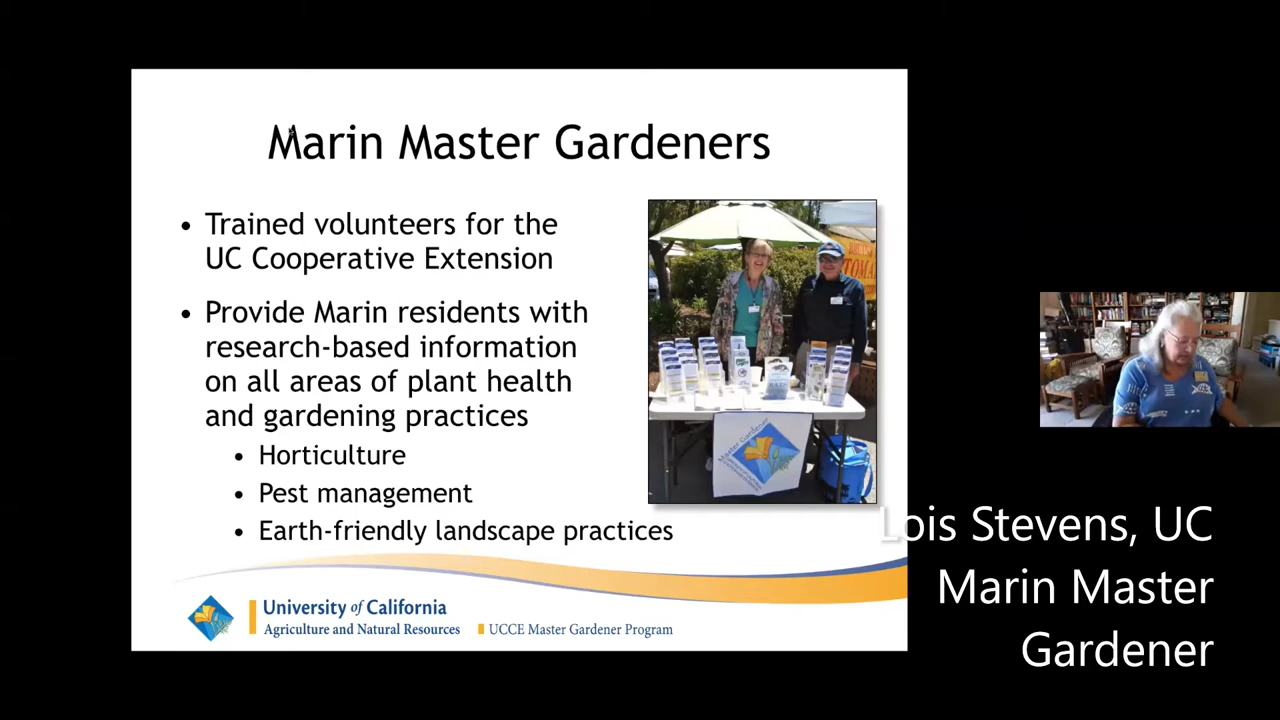 Marin Master Gardeners
• Trained volunteers for the
UC Cooperative Extension
• Provide Marin residents with
research-based information
on all areas of plant health
and gardening practices
• Horticulture
• Pest management
• Earth-friendly landscape practices
Master Gardener
University of California
Agriculture and Natural Resources
UCCE Master Gardener Program
Lois Stevens, UC
Marin Master
Gardener